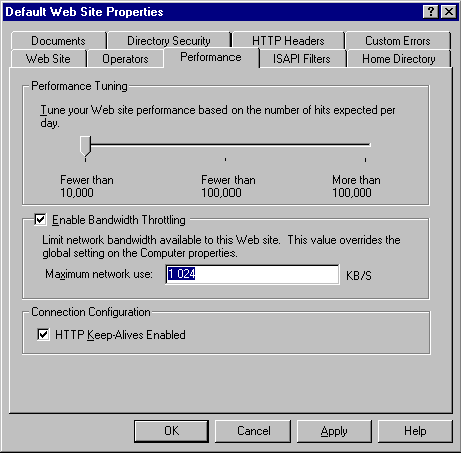 Default Web Site Properties
Documents
Directory Security
HTTP Headers
Custom Errors
Web Site
Operators
Performance
ISAPI Filters
Home Directory
Performance Tuning
Tune your Web site performance based on the number of hits expected per
day.
Fewer than
10,000
Fewer than
100,000
More than
100,000
Enable Bandwidth Throttling
Limit network bandwidth available to this Web site.  This value overrides the
global setting on the Computer properties.
Maximum network use:
1 024
KB/S
Connection Configuration
HTTP Keep-Alives Enabled
OK
Cancel
Apply
Help